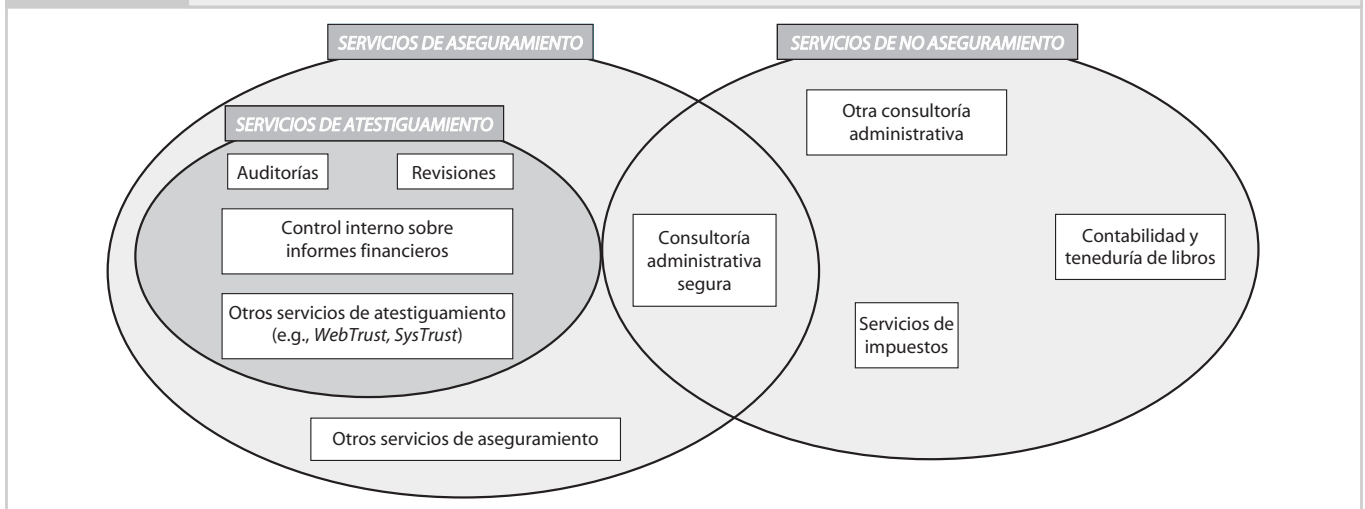 SERVICIOS DE ASEGURAMIENTO
SERVICIOS DE NO ASEGURAMIENTO
SERVICIOS DE ATESTIGUAMIENTO
Auditorías
Revisiones
Control interno sobre
informes financieros
Otros servicios de atestiguamiento
(e.g., WebTrust, SysTrust)
Otros servicios de aseguramiento
Consultoría
administrativa
segura
Otra consultoría
administrativa
Contabilidad y
teneduría de libros
Servicios de
impuestos